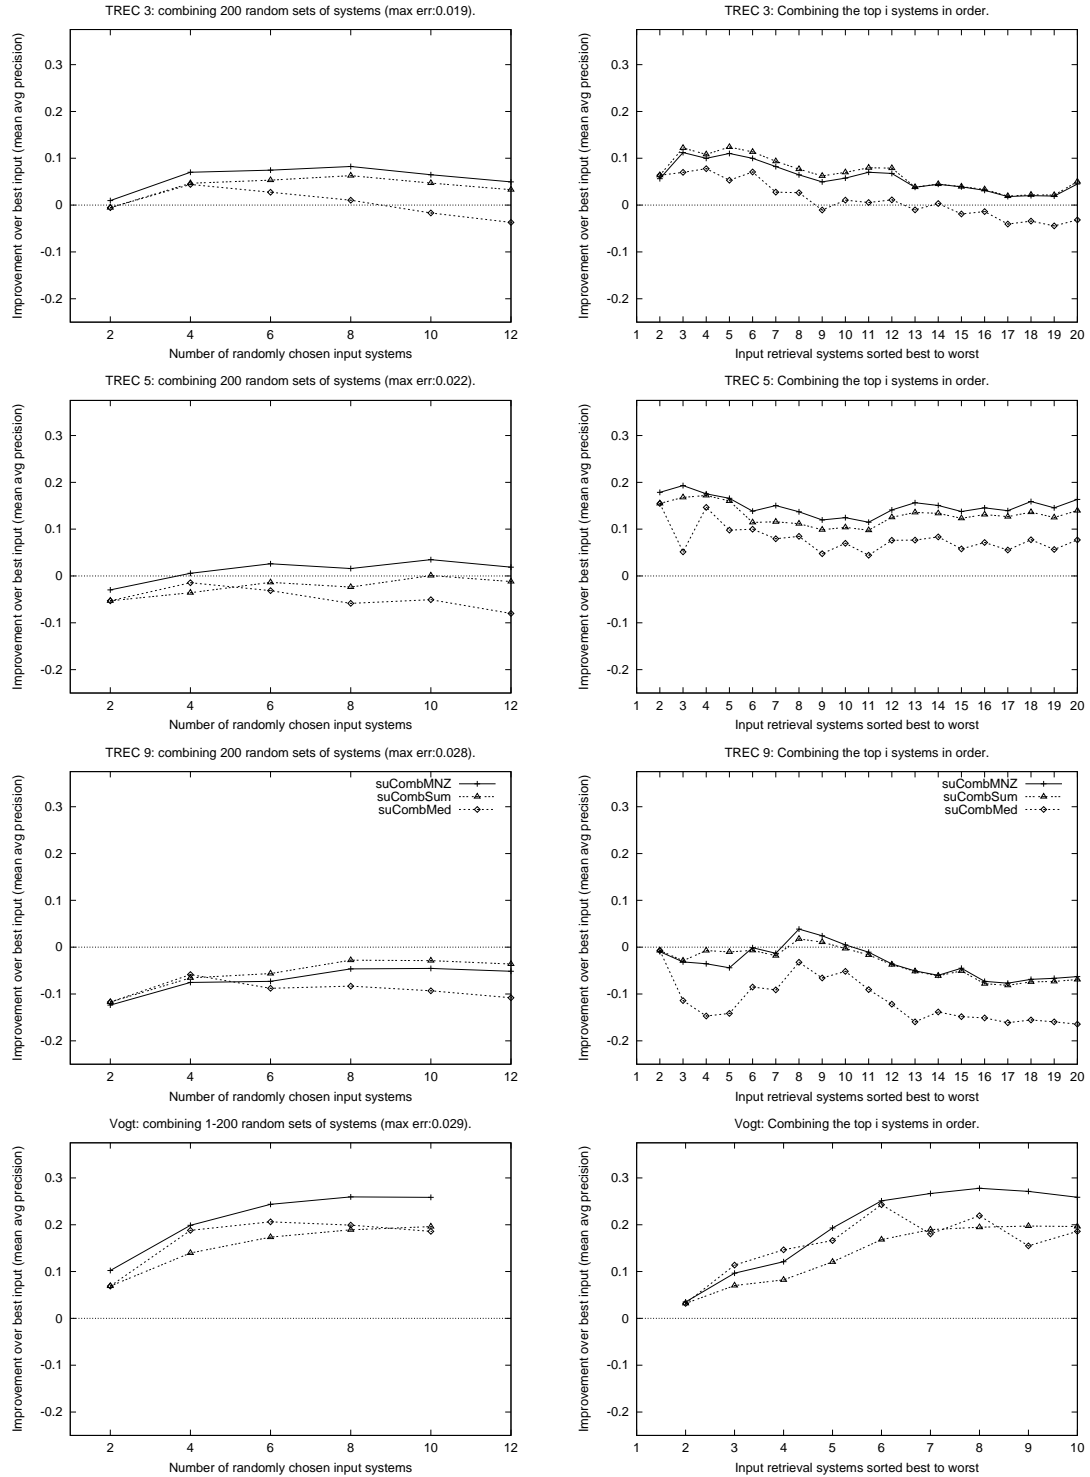 TREC 3: combining 200 random sets of systems (max err:0.019).
Improvement over best input (mean avg precision)
0.3
0.2
0.1
0
-0.1
-0.2
2 4 6 8 10 12
Number of randomly chosen input systems
TREC 3: Combining the top i systems in order.
Improvement over best input (mean avg precision)
0.3
0.2
0.1
0
-0.1
-0.2
1 2 3 4 5 6 7 8 9 10 11 12 13 14 15 16 17 18 19 20
Input retrieval systems sorted best to worst
TREC 5: combining 200 random sets of systems (max err:0.022).
Improvement over best input (mean avg precision)
0.3
0.2
0.1
0
-0.1
-0.2
2 4 6 8 10 12
Number of randomly chosen input systems
TREC 5: Combining the top i systems in order.
Improvement over best input (mean avg precision)
0.3
0.2
0.1
0
-0.1
-0.2
1 2 3 4 5 6 7 8 9 10 11 12 13 14 15 16 17 18 19 20
Input retrieval systems sorted best to worst
TREC 9: combining 200 random sets of systems (max err:0.028).
Improvement over best input (mean avg precision)
suCombMNZ
suCombSum
suCombMed
0.3
0.2
0.1
0
-0.1
-0.2
2 4 6 8 10 12
Number of randomly chosen input systems
TREC 9: Combining the top i systems in order.
Improvement over best input (mean avg precision)
suCombMNZ
suCombSum
suCombMed
0.3
0.2
0.1
0
-0.1
-0.2
1 2 3 4 5 6 7 8 9 10 11 12 13 14 15 16 17 18 19 20
Input retrieval systems sorted best to worst
Vogt: combining 1-200 random sets of systems (max err:0.029).
Improvement over best input (mean avg precision)
0.3
0.2
0.1
0
-0.1
-0.2
2 4 6 8 10 12
Number of randomly chosen input systems
Vogt: Combining the top i systems in order.
Improvement over best input (mean avg precision)
0.3
0.2
0.1
0
-0.1
-0.2
1 2 3 4 5 6 7 8 9 10
Input retrieval systems sorted best to worst